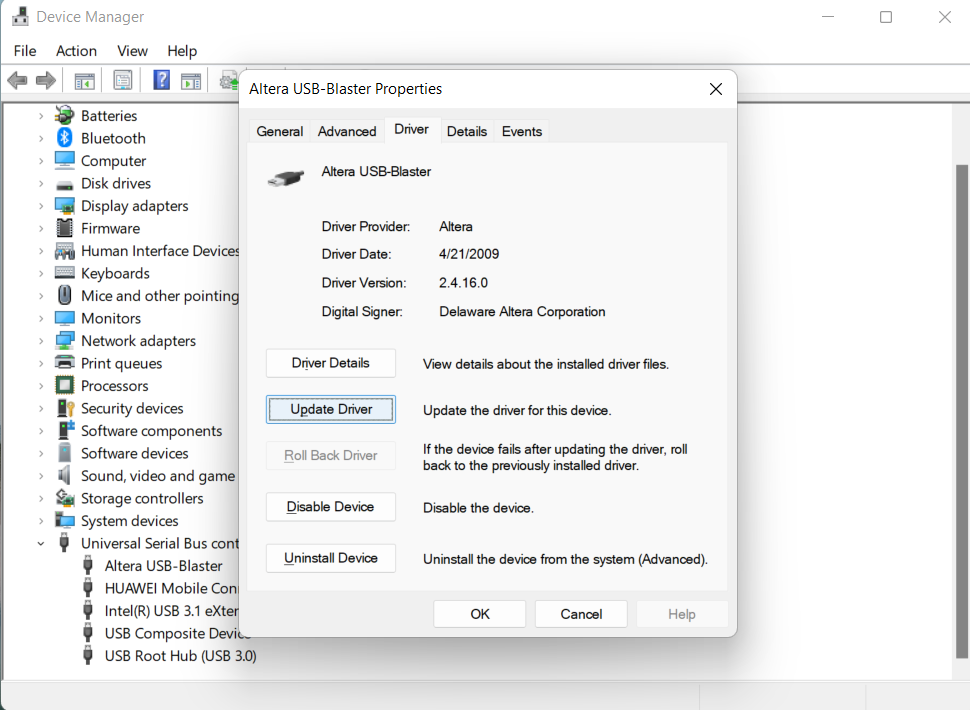 Device Manager
File Action View Help
Batteries
Bluetooth
Computer
Disk drives
Display adapters
Firmware
Human Interface Devices
Keyboards
Mice and other pointing
Monitors
Network adapters
Print queues
Processors
Security devices
Software components
Software devices
Sound, video and game
Storage controllers
System devices
Universal Serial Bus cont
Altera USB-Blaster
HUAWEI Mobile Con
Intel(R) USB 3.1 eXter
USB Composite Device
USB Root Hub (USB 3.0)
Altera USB-Blaster Properties
General Advanced Driver Details Events
Altera USB-Blaster
Driver Provider: Altera
Driver Date: 4/21/2009
Driver Version: 2.4.16.0
Digital Signer: Delaware Altera Corporation
Driver Details View details about the installed driver files.
Update Driver Update the driver for this device.
Roll Back Driver If the device fails after updating the driver, roll
back to the previously installed driver.
Disable Device Disable the device.
Uninstall Device Uninstall the device from the system (Advanced).
OK Cancel Help